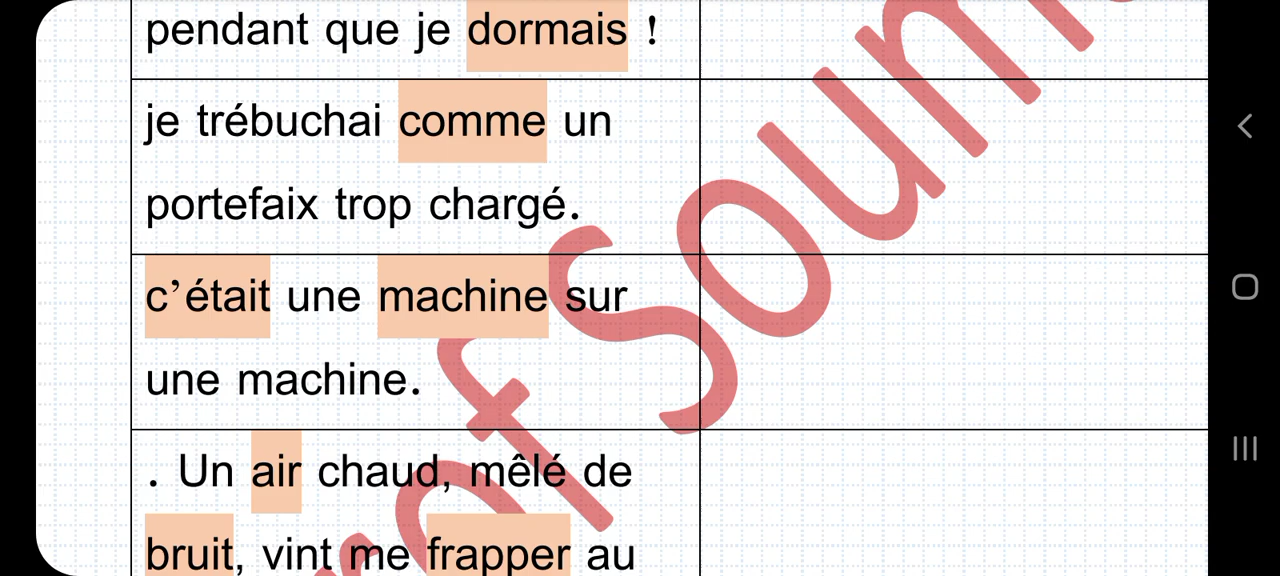 pendant que je dormais !
je trébuchai comme un
portefaix trop chargé.
c’était une machine sur
une machine.
. Un air chaud, mêlé de
bruit, vint me frapper au